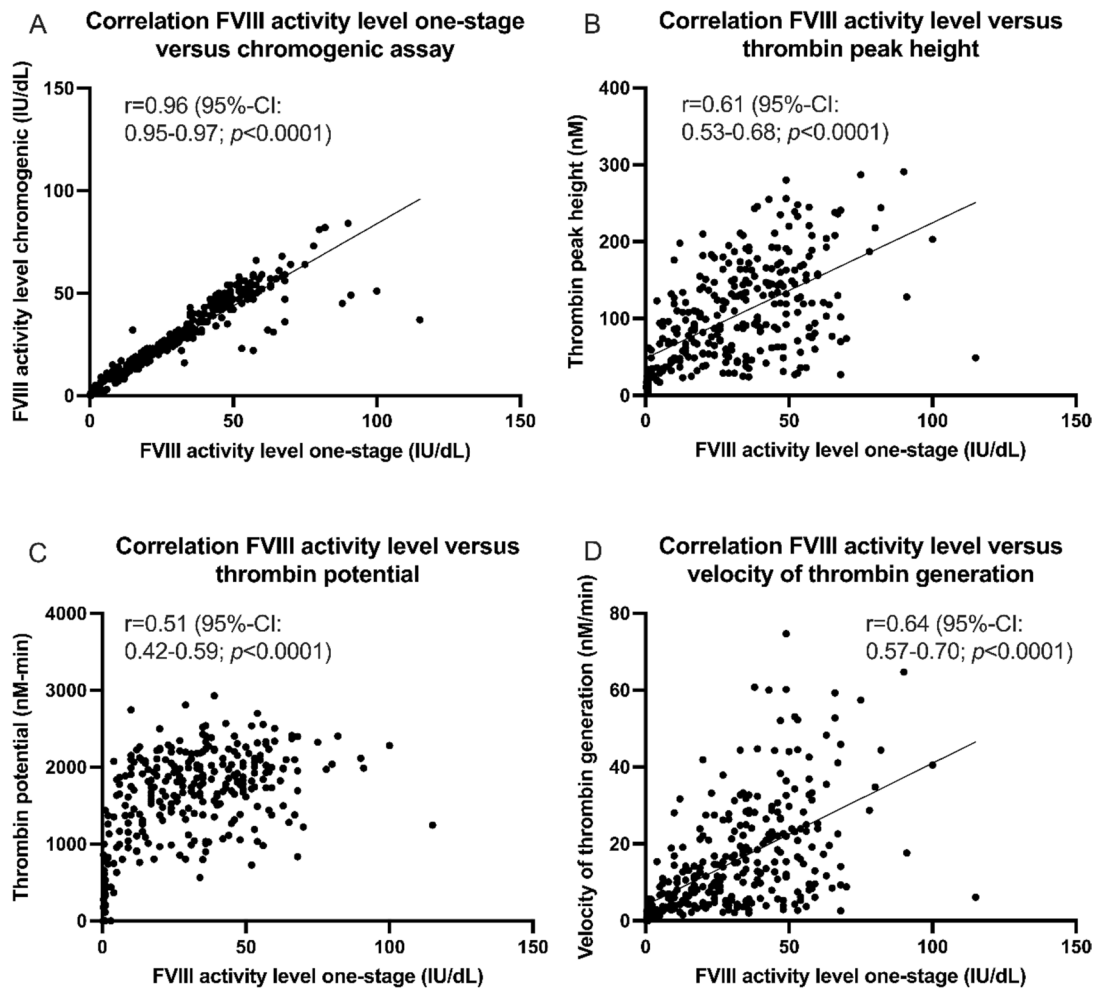 A
Correlation FVIII activity level one-stage
versus chromogenic assay
FVIII activity level chromogenic (IU/dL)
150
100
50
0
r=0.96 (95%-CI:
0.95-0.97; p<0.0001)
0 50 100 150
FVIII activity level one-stage (IU/dL)
B
Correlation FVIII activity level versus
thrombin peak height
Thrombin peak height (nM)
400
300
200
100
0
r=0.61 (95%-CI:
0.53-0.68; p<0.0001)
0 50 100 150
FVIII activity level one-stage (IU/dL)
C
Correlation FVIII activity level versus
thrombin potential
Thrombin potential (nM-min)
4000
3000
2000
1000
0
r=0.51 (95%-CI:
0.42-0.59; p<0.0001)
0 50 100 150
FVIII activity level one-stage (IU/dL)
D
Correlation FVIII activity level versus
velocity of thrombin generation
Velocity of thrombin generation (nM/min)
80
60
40
20
0
r=0.64 (95%-CI:
0.57-0.70; p<0.0001)
0 50 100 150
FVIII activity level one-stage (IU/dL)